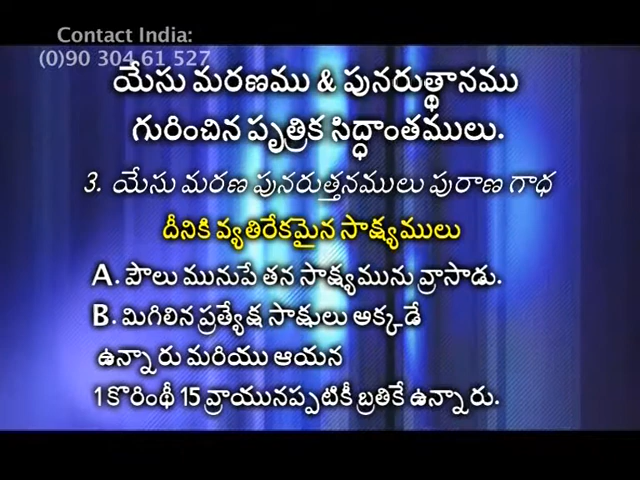 Contact India:
(0)90 304 61 527
యేసు మరణము & పునరుత్థానము
గురించిన పృత్రిక సిద్ధాంతములు.
3. యేసు మరణ పునరుత్తనములు పురాణ గాధ
దీనికి వ్యతిరేకమైన సాక్ష్యములు
A. పౌలు మునుపే తన సాక్ష్యమును వ్రాసాడు.
B. మిగిలిన ప్రత్యేక్ష సాక్షులు అక్కడే
ఉన్నా రు మరియు ఆయన
1 కొరింథీ 15 వ్రాయునప్పటికీ బ్రతికే ఉన్నా రు.